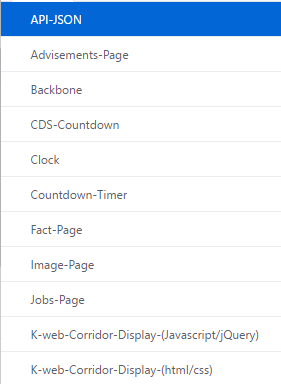 API-JSON
Advisements-Page
Backbone
CDS-Countdown
Clock
Countdown-Timer
Fact-Page
Image-Page
Jobs-Page
K-web-Corridor-Display-(Javascript/jQuery)
K-web-Corridor-Display-(html/css)